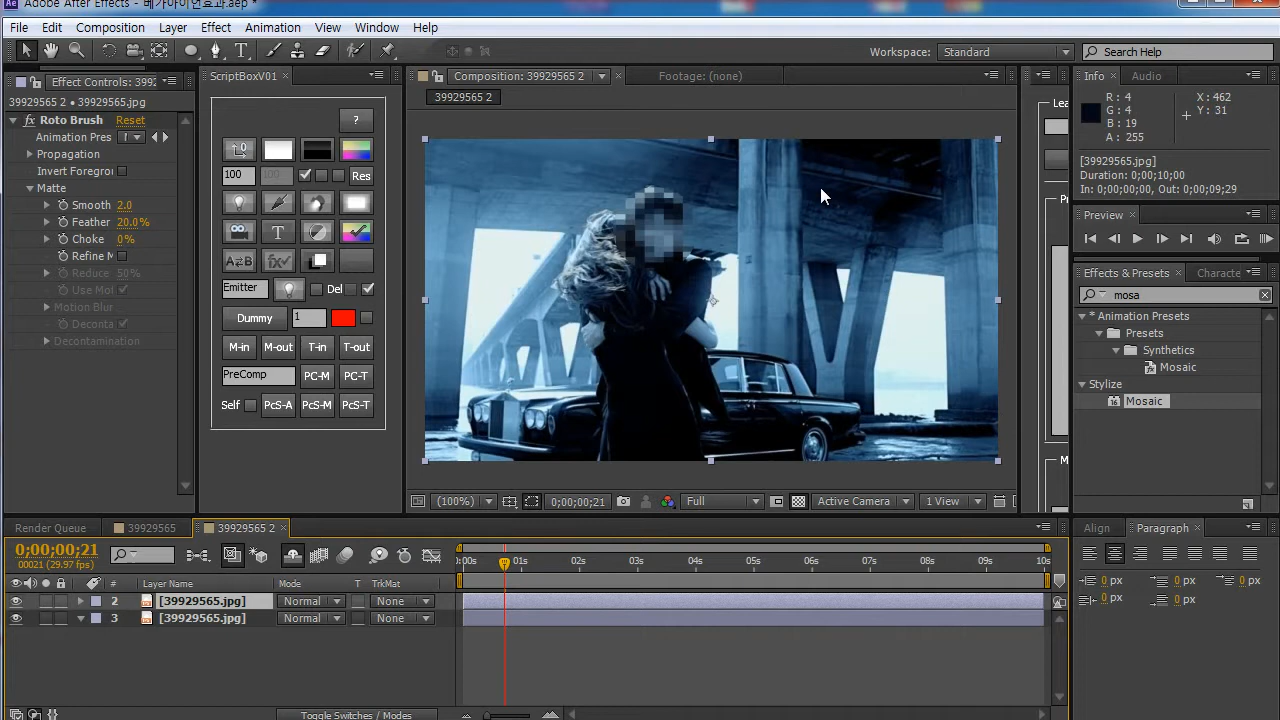 Adobe After Effects - 베가아이언효과.aep *
File Edit Composition Layer Effect Animation View Window Help
Workspace: Standard Search Help
Effect Controls: 3992
39929565 2 • 39929565.jpg
Roto Brush Reset
Animation Pres
Propagation
Invert Foregrou
Matte
Smooth 2.0
Feather 20.0%
Choke 0%
Refine M
Reduce 50%
Use Mot
Motion Blur
Deconta
Decontamination
ScriptBoxV01
?
100 100 Res
T
A⇄B fx
Emitter Del
Dummy 1
M-in M-out T-in T-out
PreComp PC-M PC-T
Self PcS-A PcS-M PcS-T
Composition: 39929565 2 Footage: (none)
39929565 2
(100%) 0;00;00;21 Full Active Camera 1 View
Lea
Pr
M
Info Audio
R : 4 X : 462
G : 4 Y : 31
B : 19
A : 255
[39929565.jpg]
Duration: 0;00;10;00
In: 0;00;00;00, Out: 0;00;09;29
Preview
Effects & Presets Characte
mosa
* Animation Presets
Presets
Synthetics
Mosaic
Stylize
Mosaic
Render Queue 39929565 39929565 2
0;00;00;21
00021 (29.97 fps)
:00s 01s 02s 03s 04s 05s 06s 07s 08s 09s 10s
# Layer Name Mode T TrkMat
2 [39929565.jpg] Normal None
3 [39929565.jpg] Normal None
Toggle Switches / Modes
Align Paragraph
0 px 0 px 0 px
0 px 0 px